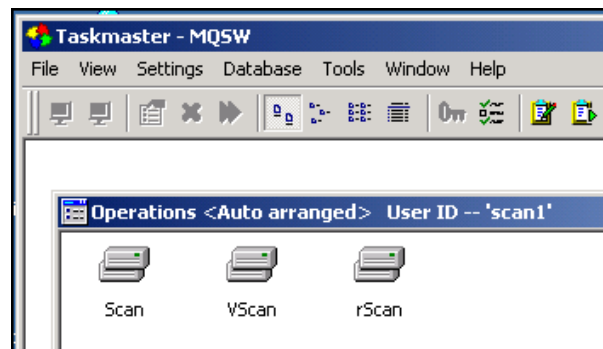 Taskmaster - MQSW
File View Settings Database Tools Window Help
Operations <Auto arranged> User ID -- 'scan1'
Scan VScan rScan